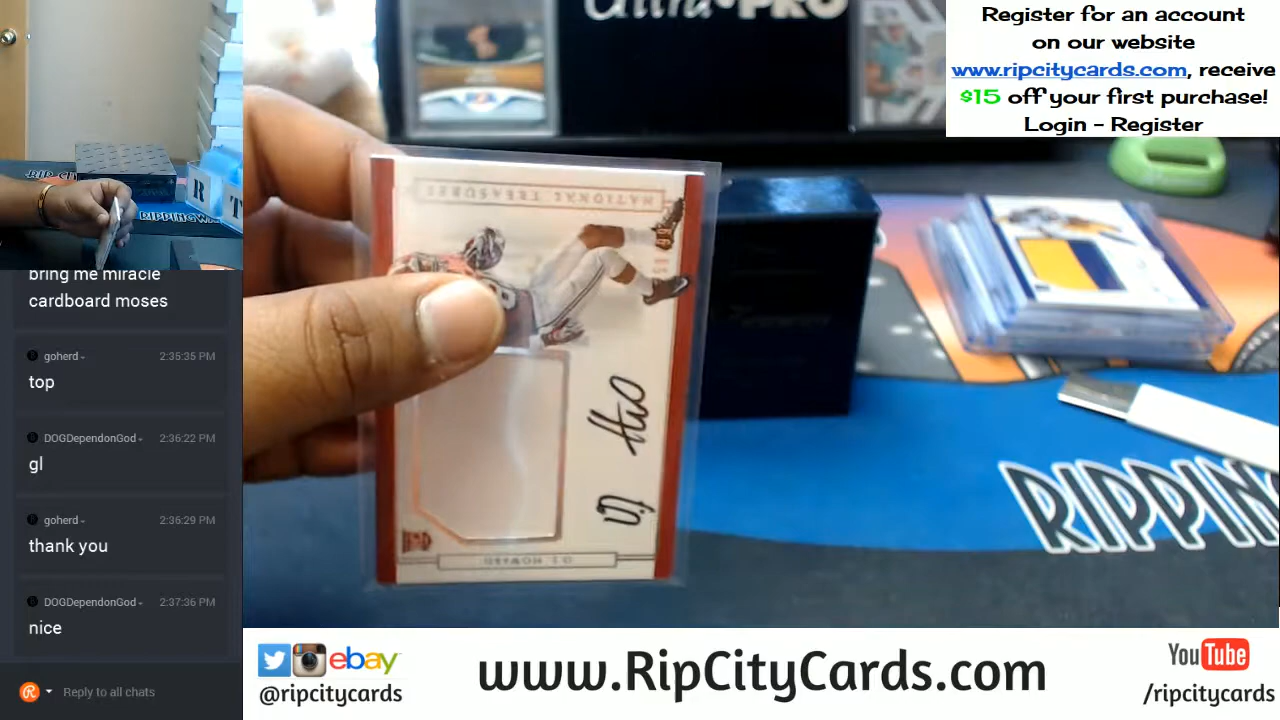 Ultra•PRO
Register for an account
on our website
www.ripcitycards.com, receive
$15 off your first purchase!
Login - Register
R
T
RIPPINGW
bring me miracle
cardboard moses
goherd
2:35:35 PM
top
DOGDependonGod
2:36:22 PM
gl
goherd
2:36:29 PM
thank you
DOGDependonGod
2:37:36 PM
nice
Reply to all chats
NATIONAL TREASURES
O.J. HOWARD
RIPPIN
@ripcitycards
ebay
www.RipCityCards.com
YouTube
/ripcitycards